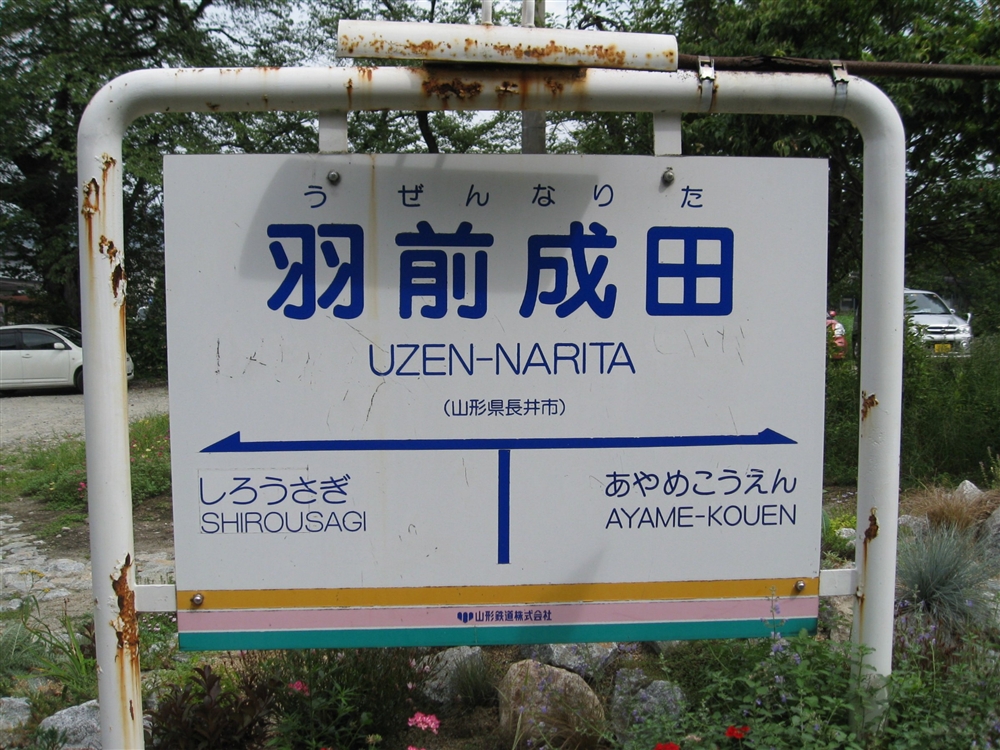 うぜんなりた
羽前成田
UZEN-NARITA
(山形県長井市)
しろうさぎ
SHIROUSAGI
あやめこうえん
AYAME-KOUEN
山形鉄道株式会社